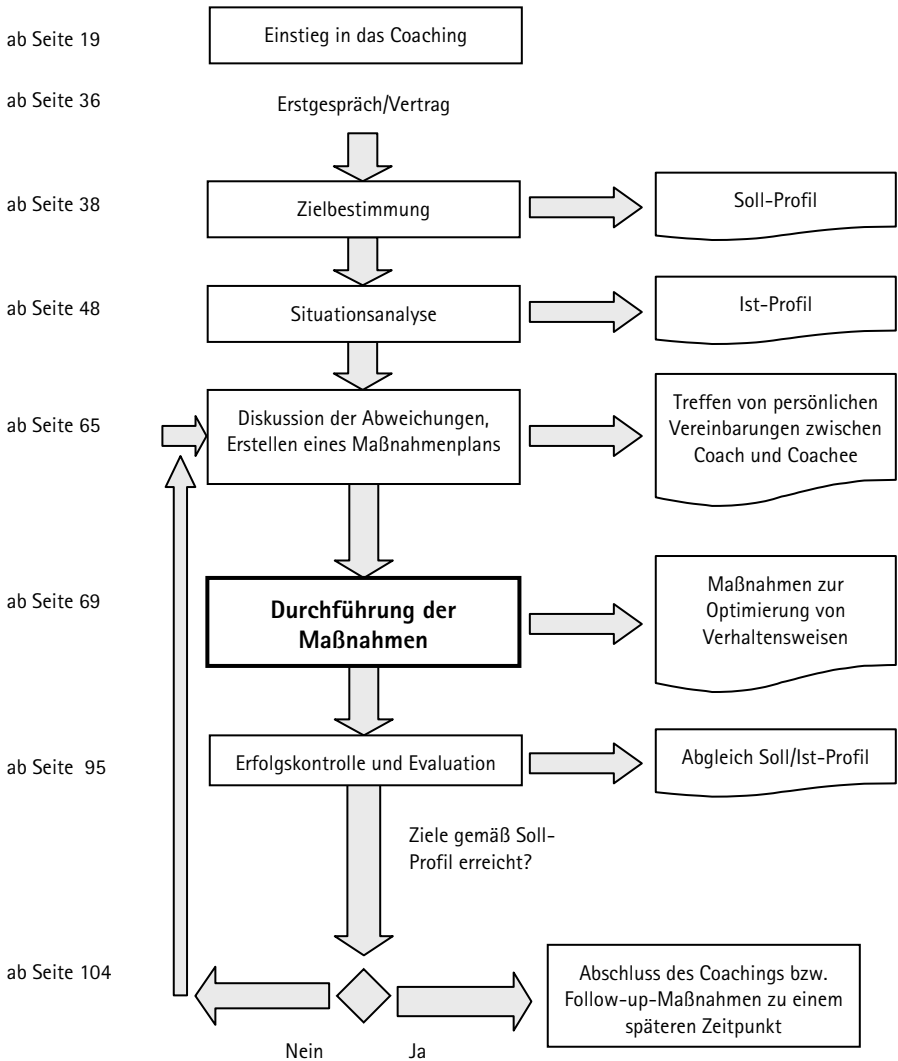 ab Seite 19
Einstieg in das Coaching
ab Seite 36
Erstgespräch/Vertrag
ab Seite 38
Zielbestimmung
Soll-Profil
ab Seite 48
Situationsanalyse
Ist-Profil
ab Seite 65
Diskussion der Abweichungen,
Erstellen eines Maßnahmenplans
Treffen von persönlichen
Vereinbarungen zwischen
Coach und Coachee
ab Seite 69
Durchführung der
Maßnahmen
Maßnahmen zur
Optimierung von
Verhaltensweisen
ab Seite 95
Erfolgskontrolle und Evaluation
Abgleich Soll/Ist-Profil
Ziele gemäß Soll-
Profil erreicht?
ab Seite 104
Abschluss des Coachings bzw.
Follow-up-Maßnahmen zu einem
späteren Zeitpunkt
Nein
Ja